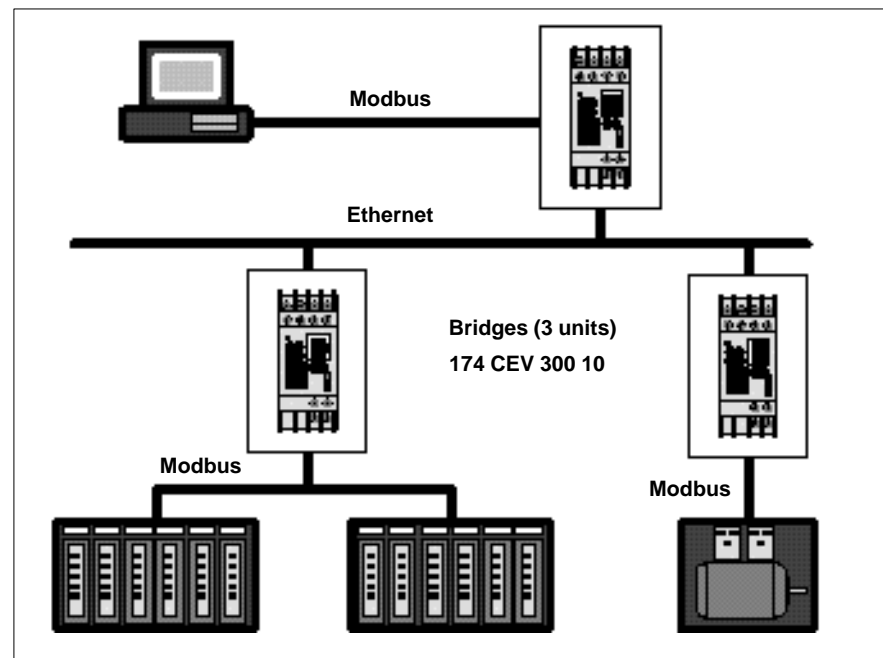 Modbus
Ethernet
Bridges (3 units)
174 CEV 300 10
Modbus
Modbus